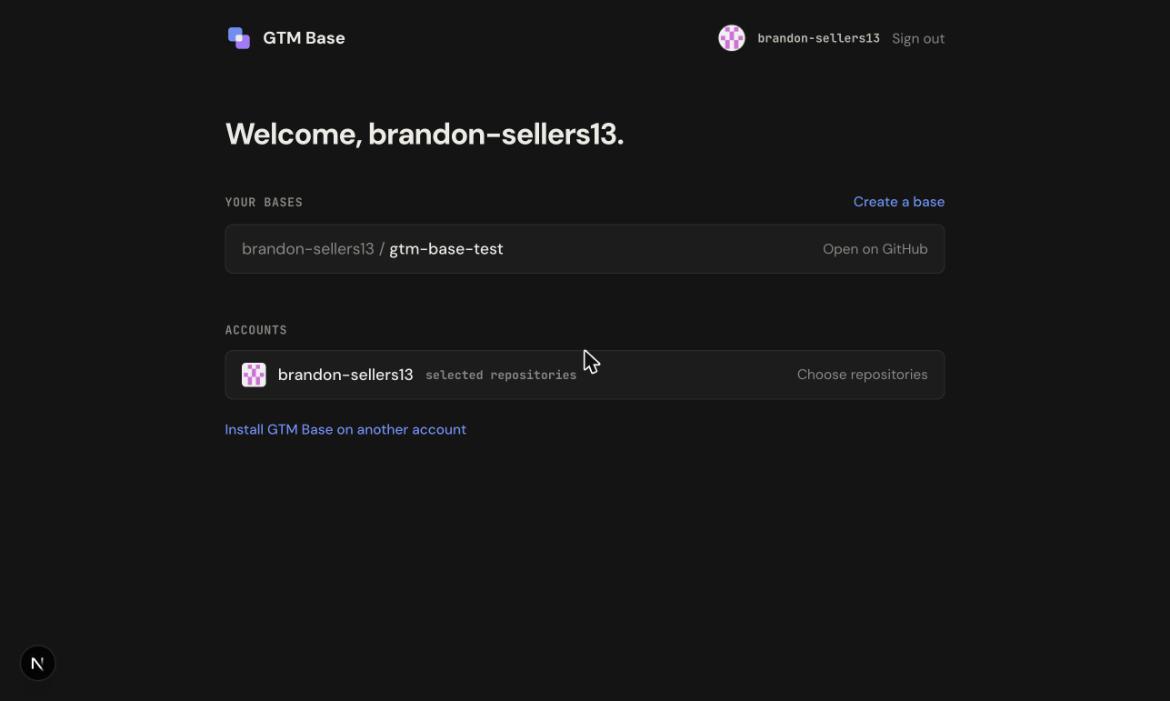 GTM Base
brandon-sellers13 Sign out
Welcome, brandon-sellers13.
YOUR BASES Create a base
brandon-sellers13 / gtm-base-test Open on GitHub
ACCOUNTS
brandon-sellers13 selected repositories Choose repositories
Install GTM Base on another account
N